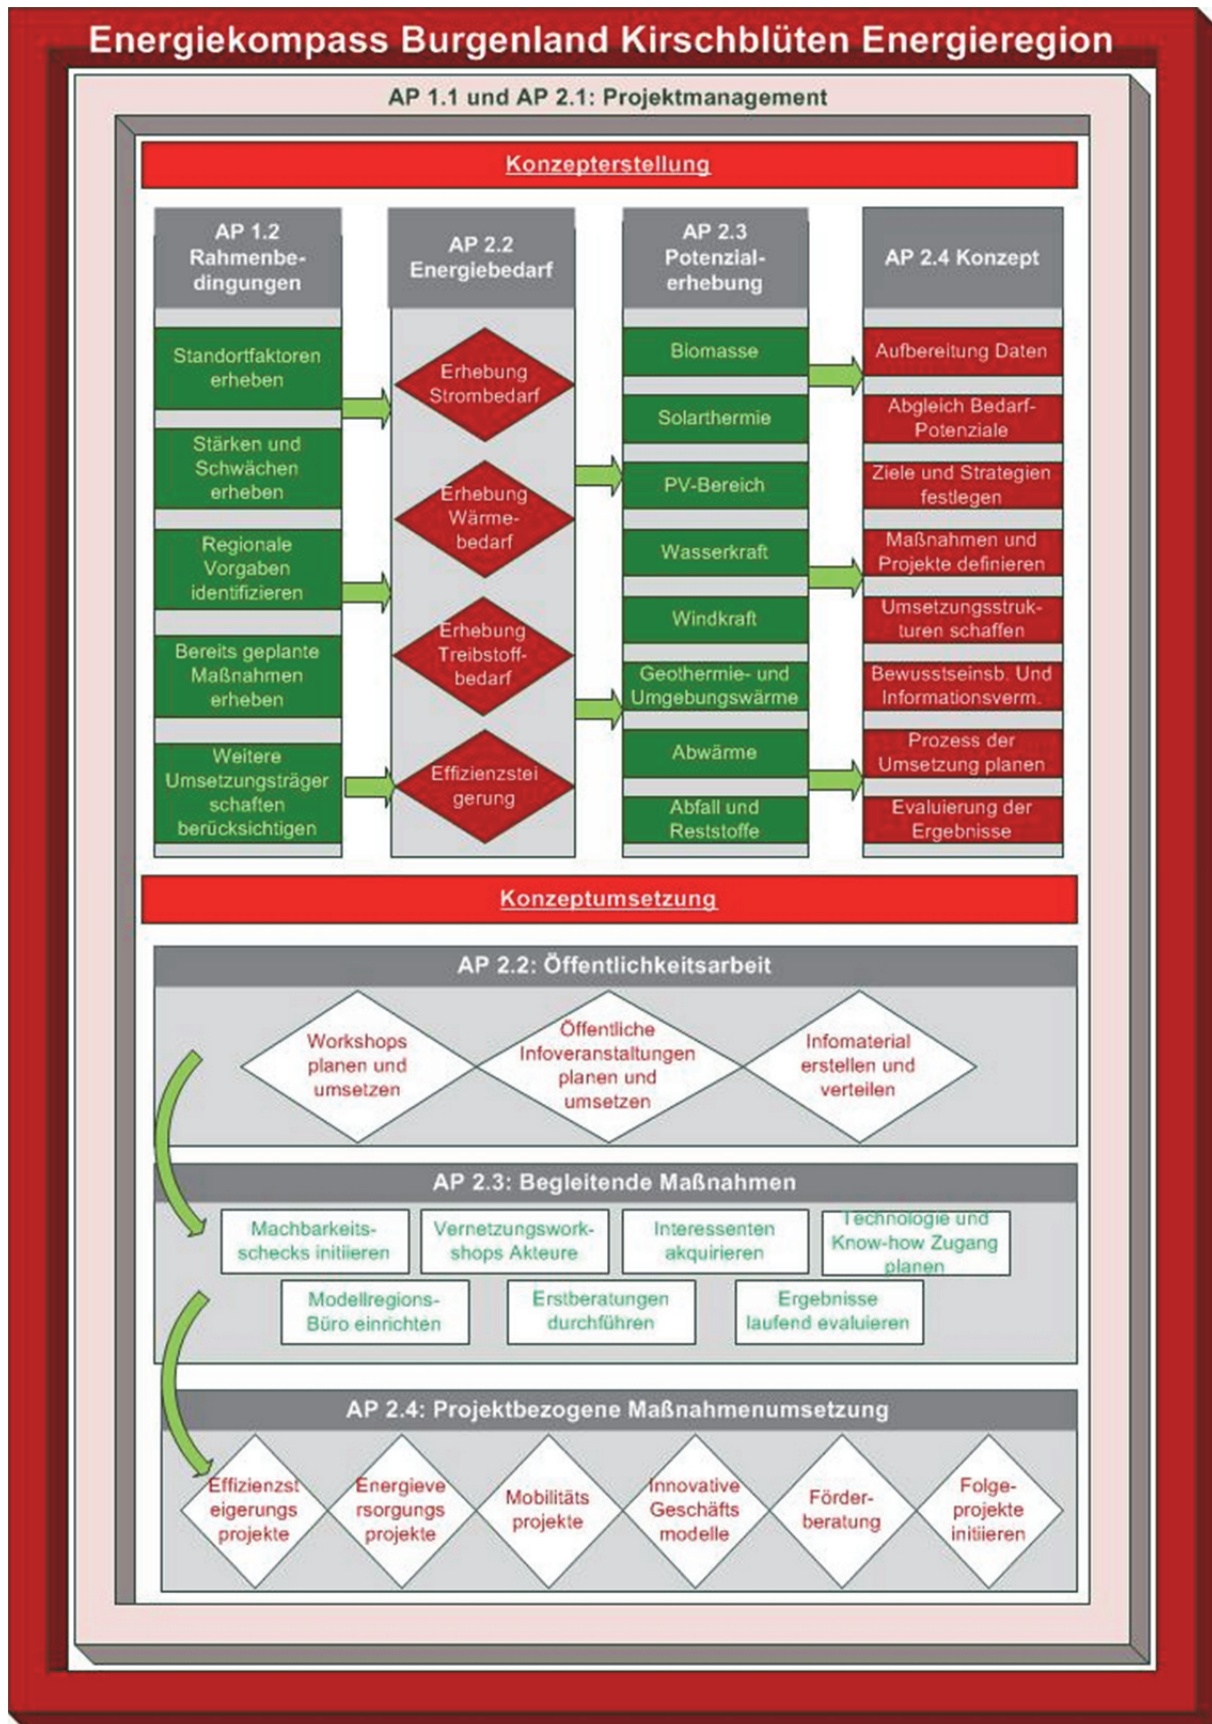 Energiekompass Burgenland Kirschblüten Energieregion
AP 1.1 und AP 2.1: Projektmanagement
Konzepterstellung
AP 1.2
Rahmenbe-
dingungen
Standortfaktoren
erheben
Stärken und
Schwächen
erheben
Regionale
Vorgaben
identifizieren
Bereits geplante
Maßnahmen
erheben
Weitere
Umsetzungsträger
schaften
berücksichtigen
AP 2.2
Energiebedarf
Erhebung
Strombedarf
Erhebung
Wärme-
bedarf
Erhebung
Treibstoff-
bedarf
Effizienzstei
gerung
AP 2.3
Potenzial-
erhebung
Biomasse
Solarthermie
PV-Bereich
Wasserkraft
Windkraft
Geothermie- und
Umgebungswärme
Abwärme
Abfall und
Reststoffe
AP 2.4 Konzept
Aufbereitung Daten
Abgleich Bedarf-
Potenziale
Ziele und Strategien
festlegen
Maßnahmen und
Projekte definieren
Umsetzungsstruk-
turen schaffen
Bewusstseinsb. Und
Informationsverm.
Prozess der
Umsetzung planen
Evaluierung der
Ergebnisse
Konzeptumsetzung
AP 2.2: Öffentlichkeitsarbeit
Workshops
planen und
umsetzen
Öffentliche
Infoveranstaltungen
planen und
umsetzen
Infomaterial
erstellen und
verteilen
AP 2.3: Begleitende Maßnahmen
Machbarkeits-
schecks initiieren
Vernetzungswork-
shops Akteure
Interessenten
akquirieren
Technologie und
Know-how Zugang
planen
Modellregions-
Büro einrichten
Erstberatungen
durchführen
Ergebnisse
laufend evaluieren
AP 2.4: Projektbezogene Maßnahmenumsetzung
Effizienzst
eigerungs
projekte
Energieve
rsorgungs
projekte
Mobilitäts
projekte
Innovative
Geschäfts
modelle
Förder-
beratung
Folge-
projekte
initiieren